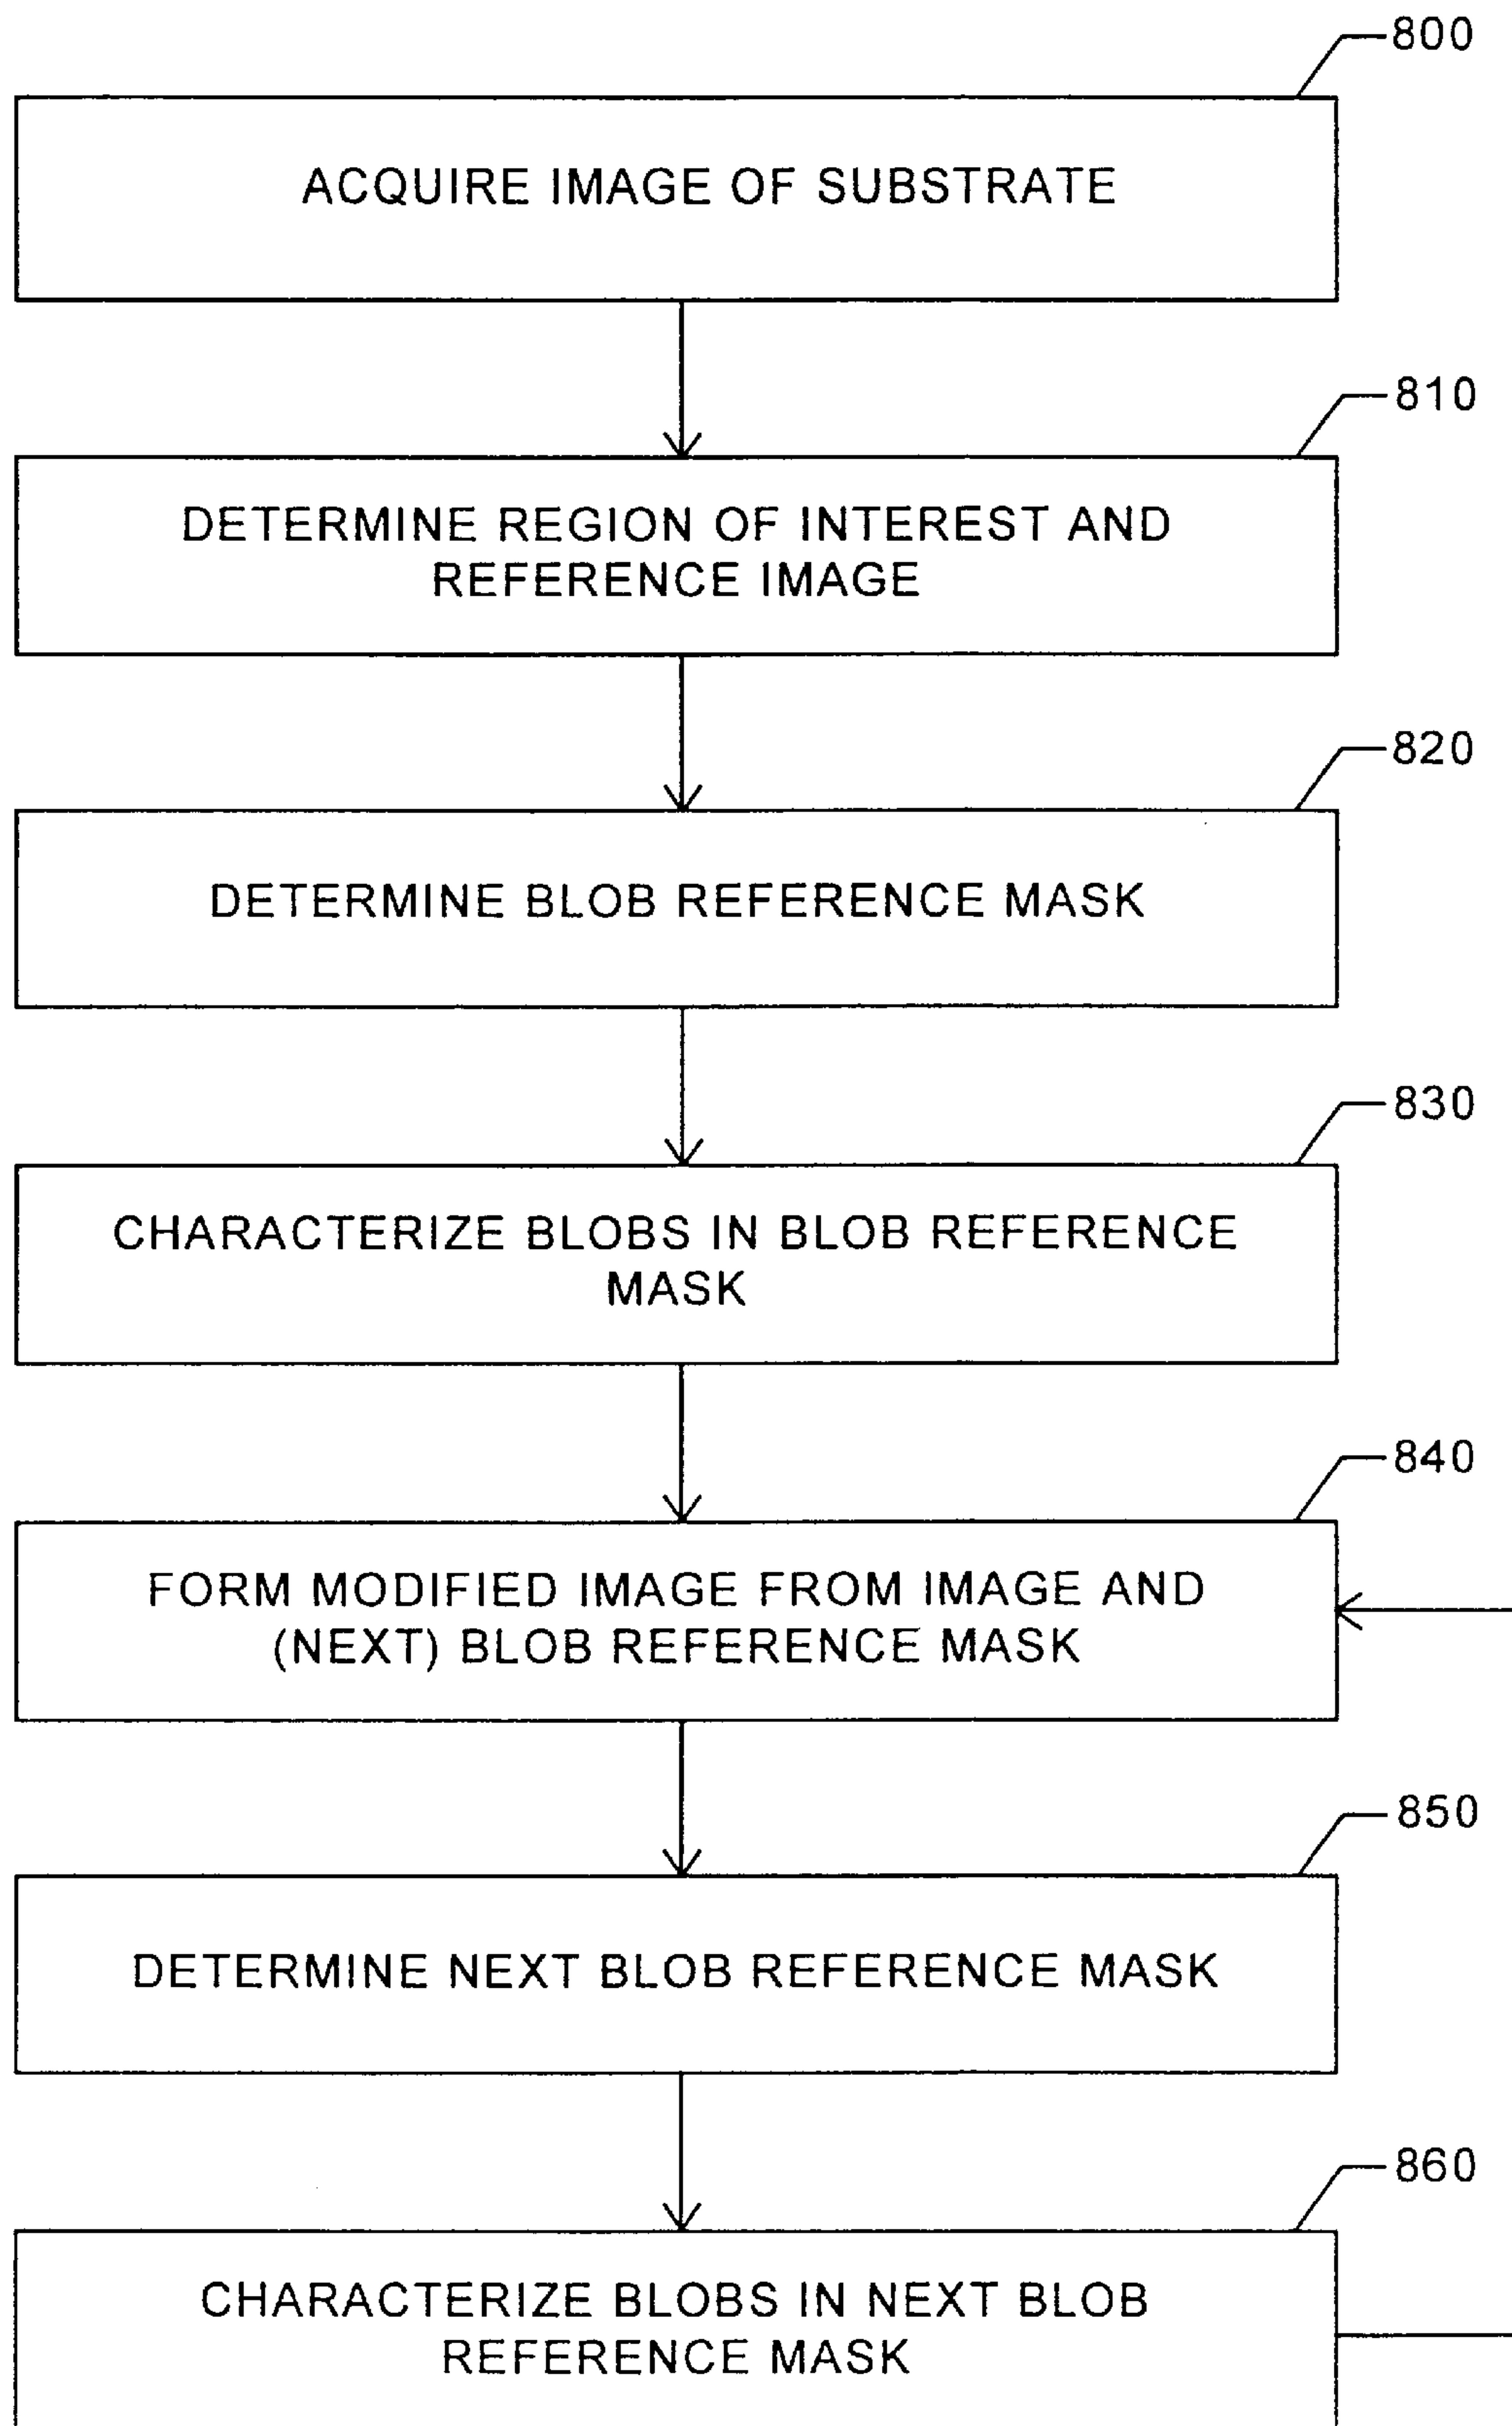 800
ACQUIRE IMAGE OF SUBSTRATE
810
DETERMINE REGION OF INTEREST AND
REFERENCE IMAGE
820
DETERMINE BLOB REFERENCE MASK
830
CHARACTERIZE BLOBS IN BLOB REFERENCE
MASK
840
FORM MODIFIED IMAGE FROM IMAGE AND
(NEXT) BLOB REFERENCE MASK
850
DETERMINE NEXT BLOB REFERENCE MASK
860
CHARACTERIZE BLOBS IN NEXT BLOB
REFERENCE MASK